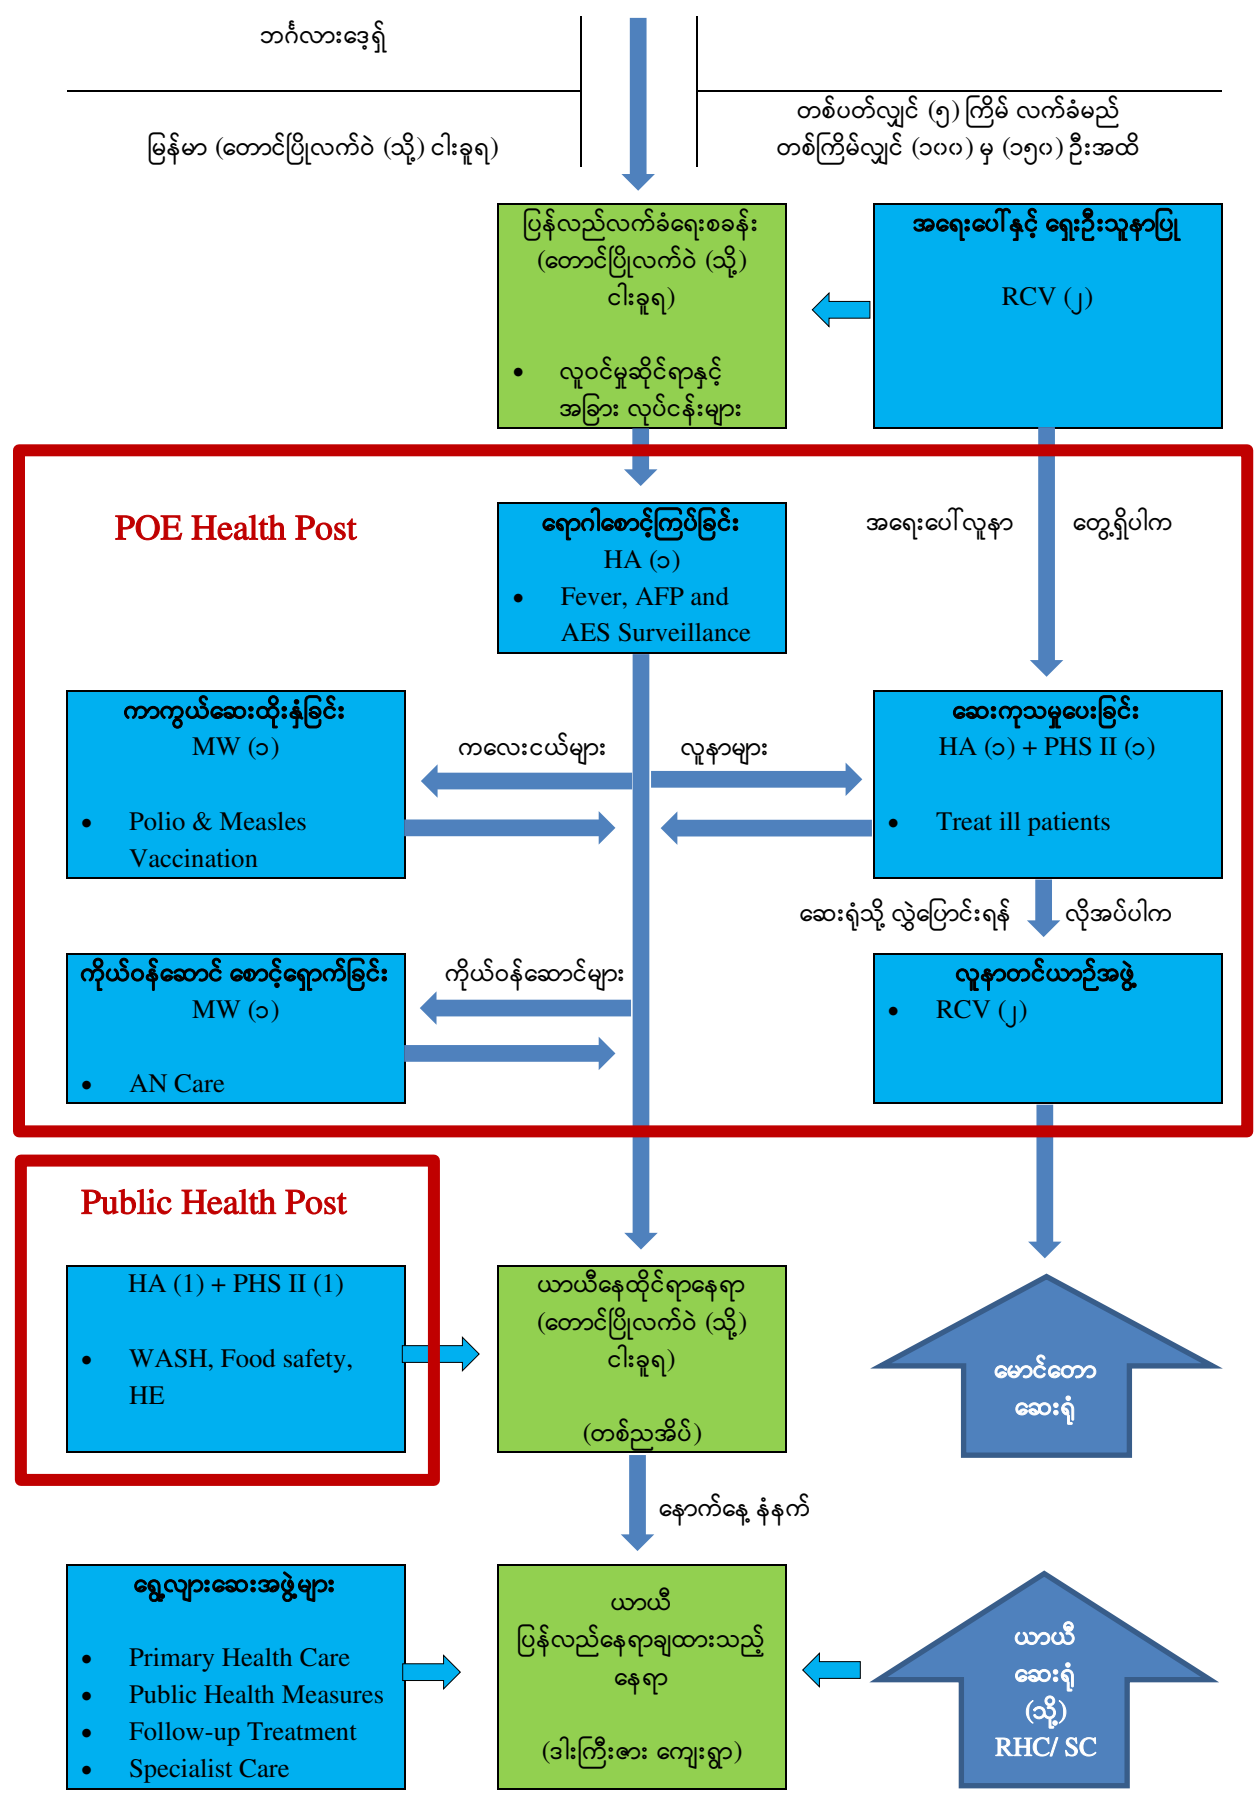 ဘင်္ဂလားဒေ့ရှ်
တစ်ပတ်လျှင် (၅) ကြိမ် လက်ခံမည်
မြန်မာ (တောင်ပြိုလက်ဝဲ (သို့) ငါးခူရ)
တစ်ကြိမ်လျှင် (၁၀၀) မှ (၁၅၀) ဦးအထိ
ပြန်လည်လက်ခံရေးစခန်း
(တောင်ပြိုလက်ဝဲ (သို့)
ငါးခူရ)
• လူဝင်မှုဆိုင်ရာနှင့်
အခြား လုပ်ငန်းများ
အရေးပေါ်နှင့် ရှေးဦးသူနာပြု
RCV (၂)
POE Health Post
ရောဂါစောင့်ကြပ်ခြင်း
HA (၁)
• Fever, AFP and
AES Surveillance
အရေးပေါ်လူနာ တွေ့ရှိပါက
ကာကွယ်ဆေးထိုးနှံခြင်း
MW (၁)
• Polio & Measles
Vaccination
ကလေးငယ်များ
လူနာများ
ဆေးကုသမှုပေးခြင်း
HA (၁) + PHS II (၁)
• Treat ill patients
ဆေးရုံသို့ လွှဲပြောင်းရန် လိုအပ်ပါက
ကိုယ်ဝန်ဆောင် စောင့်ရှောက်ခြင်း
MW (၁)
• AN Care
ကိုယ်ဝန်ဆောင်များ
လူနာတင်ယာဉ်အဖွဲ့
• RCV (၂)
Public Health Post
HA (1) + PHS II (1)
• WASH, Food safety,
HE
ယာယီနေထိုင်ရာနေရာ
(တောင်ပြိုလက်ဝဲ (သို့)
ငါးခူရ)
(တစ်ညအိပ်)
မောင်တော
ဆေးရုံ
နောက်နေ့ နံနက်
ရွေ့လျားဆေးအဖွဲ့များ
• Primary Health Care
• Public Health Measures
• Follow-up Treatment
• Specialist Care
ယာယီ
ပြန်လည်နေရာချထားသည့်
နေရာ
(ဒါးကြီးဇား ကျေးရွာ)
ယာယီ
ဆေးရုံ
(သို့)
RHC/ SC